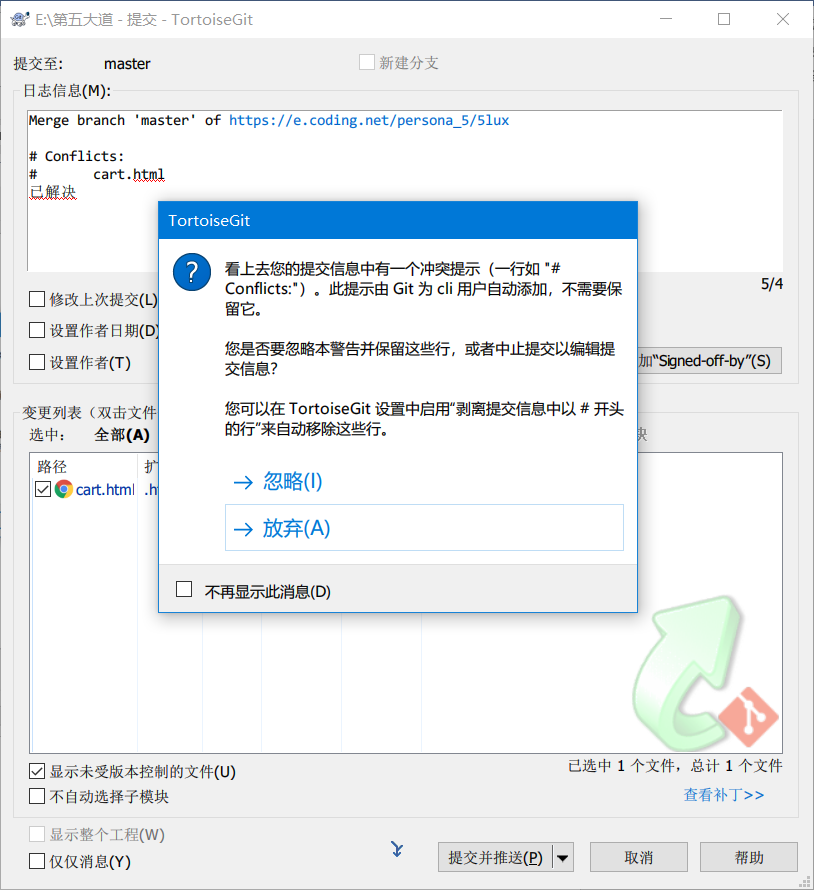 E:\第五大道 - 提交 - TortoiseGit
提交至: master 新建分支
日志信息(M):
Merge branch 'master' of https://e.coding.net/persona_5/5lux
# Conflicts:
# cart.html
已解决
5/4
修改上次提交(L)
设置作者日期(D)
设置作者(T)
加"Signed-off-by"(S)
TortoiseGit
看上去您的提交信息中有一个冲突提示（一行如 "#
Conflicts:"）。此提示由 Git 为 cli 用户自动添加，不需要保
留它。
您是否要忽略本警告并保留这些行，或者中止提交以编辑提
交信息?
您可以在 TortoiseGit 设置中启用“剥离提交信息中以 # 开头
的行”来自动移除这些行。
忽略(I)
放弃(A)
不再显示此消息(D)
变更列表（双击文件
选中: 全部(A)
路径 扩
cart.html .h
已选中 1 个文件，总计 1 个文件
显示未受版本控制的文件(U)
不自动选择子模块
查看补丁>>
显示整个工程(W)
仅仅消息(Y)
提交并推送(P) 取消 帮助